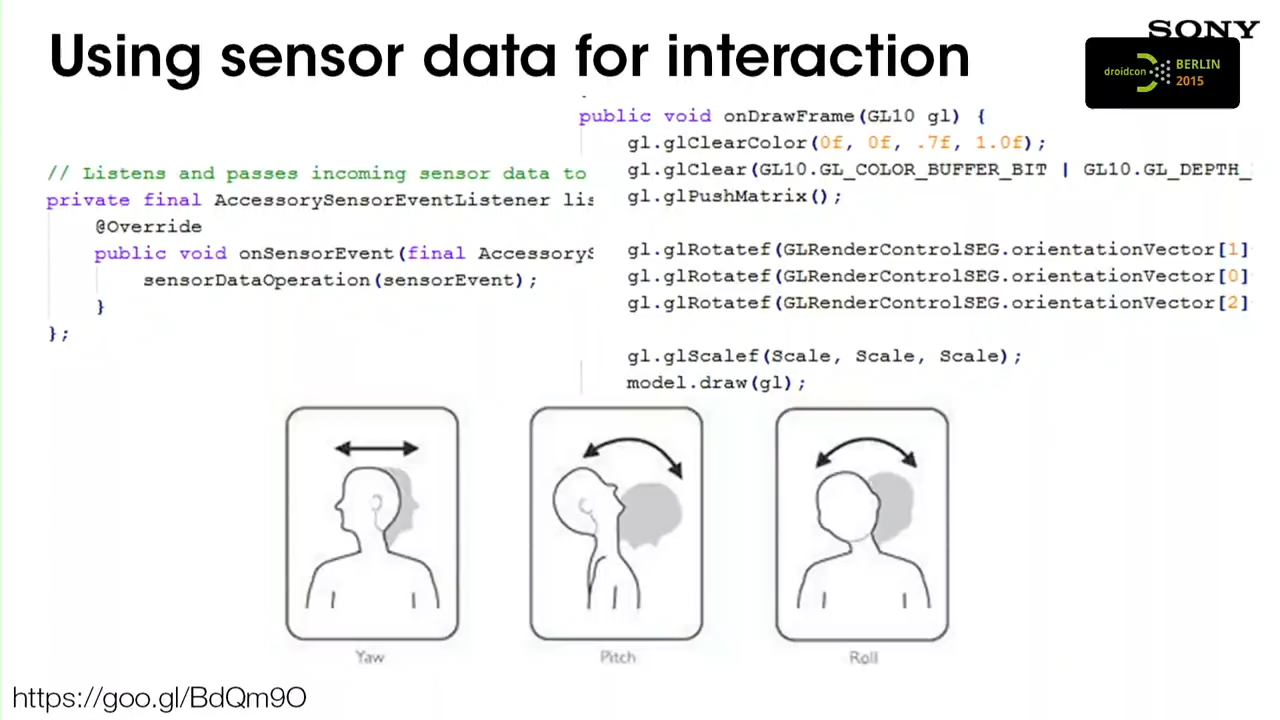 Using sensor data for interaction
SONY
droidcon
BERLIN
2015
// Listens and passes incoming sensor data to
private final AccessorySensorEventListener lis
@Override
public void onSensorEvent(final AccessoryS
sensorDataOperation(sensorEvent);
}
};
public void onDrawFrame(GL10 gl) {
gl.glClearColor(0f, 0f, .7f, 1.0f);
gl.glClear(GL10.GL_COLOR_BUFFER_BIT | GL10.GL_DEPTH_
gl.glPushMatrix();
gl.glRotatef(GLRenderControlSEG.orientationVector[1]
gl.glRotatef(GLRenderControlSEG.orientationVector[0]
gl.glRotatef(GLRenderControlSEG.orientationVector[2]
gl.glScalef(Scale, Scale, Scale);
model.draw(gl);
Yaw
Pitch
Roll
https://goo.gl/BdQm9O